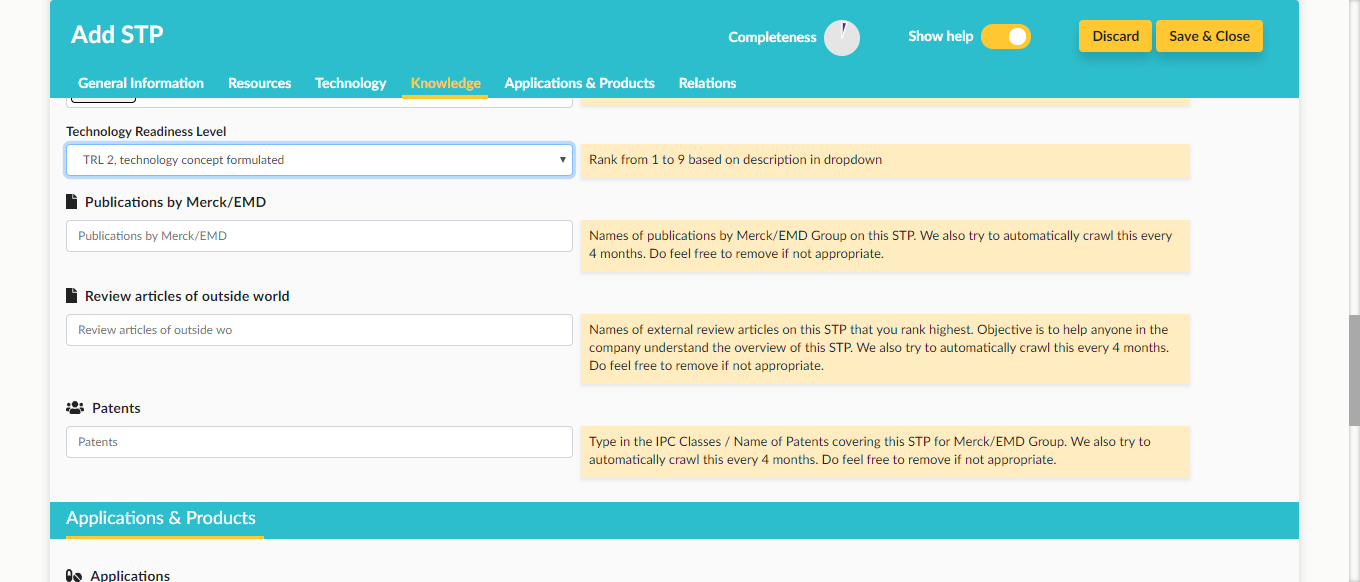 Add STP
Completeness
Show help
Discard
Save & Close
General Information
Resources
Technology
Knowledge
Applications & Products
Relations
Technology Readiness Level
TRL 2, technology concept formulated
Rank from 1 to 9 based on description in dropdown
Publications by Merck/EMD
Publications by Merck/EMD
Names of publications by Merck/EMD Group on this STP. We also try to automatically crawl this every
4 months. Do feel free to remove if not appropriate.
Review articles of outside world
Review articles of outside wo
Names of external review articles on this STP that you rank highest. Objective is to help anyone in the
company understand the overview of this STP. We also try to automatically crawl this every 4 months.
Do feel free to remove if not appropriate.
Patents
Patents
Type in the IPC Classes / Name of Patents covering this STP for Merck/EMD Group. We also try to
automatically crawl this every 4 months. Do feel free to remove if not appropriate.
Applications & Products
Applications